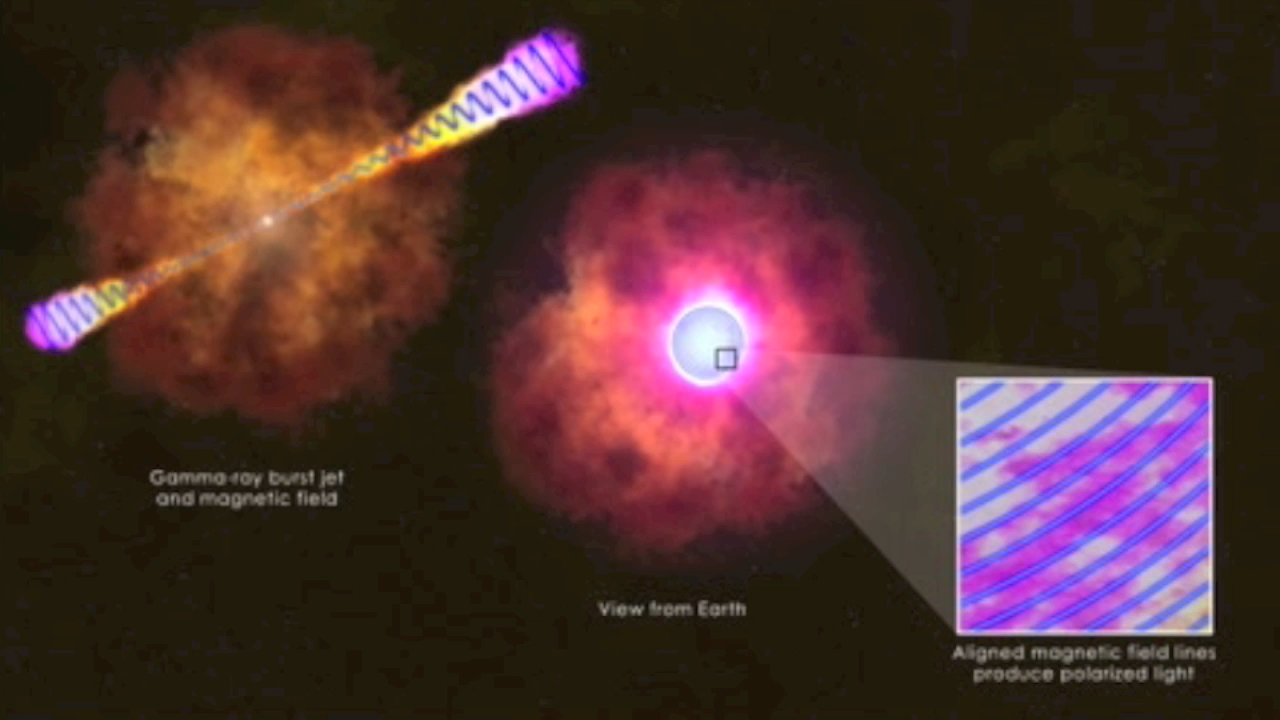 Gamma-ray burst jet
and magnetic field
View from Earth
Aligned magnetic field lines
produce polarized light